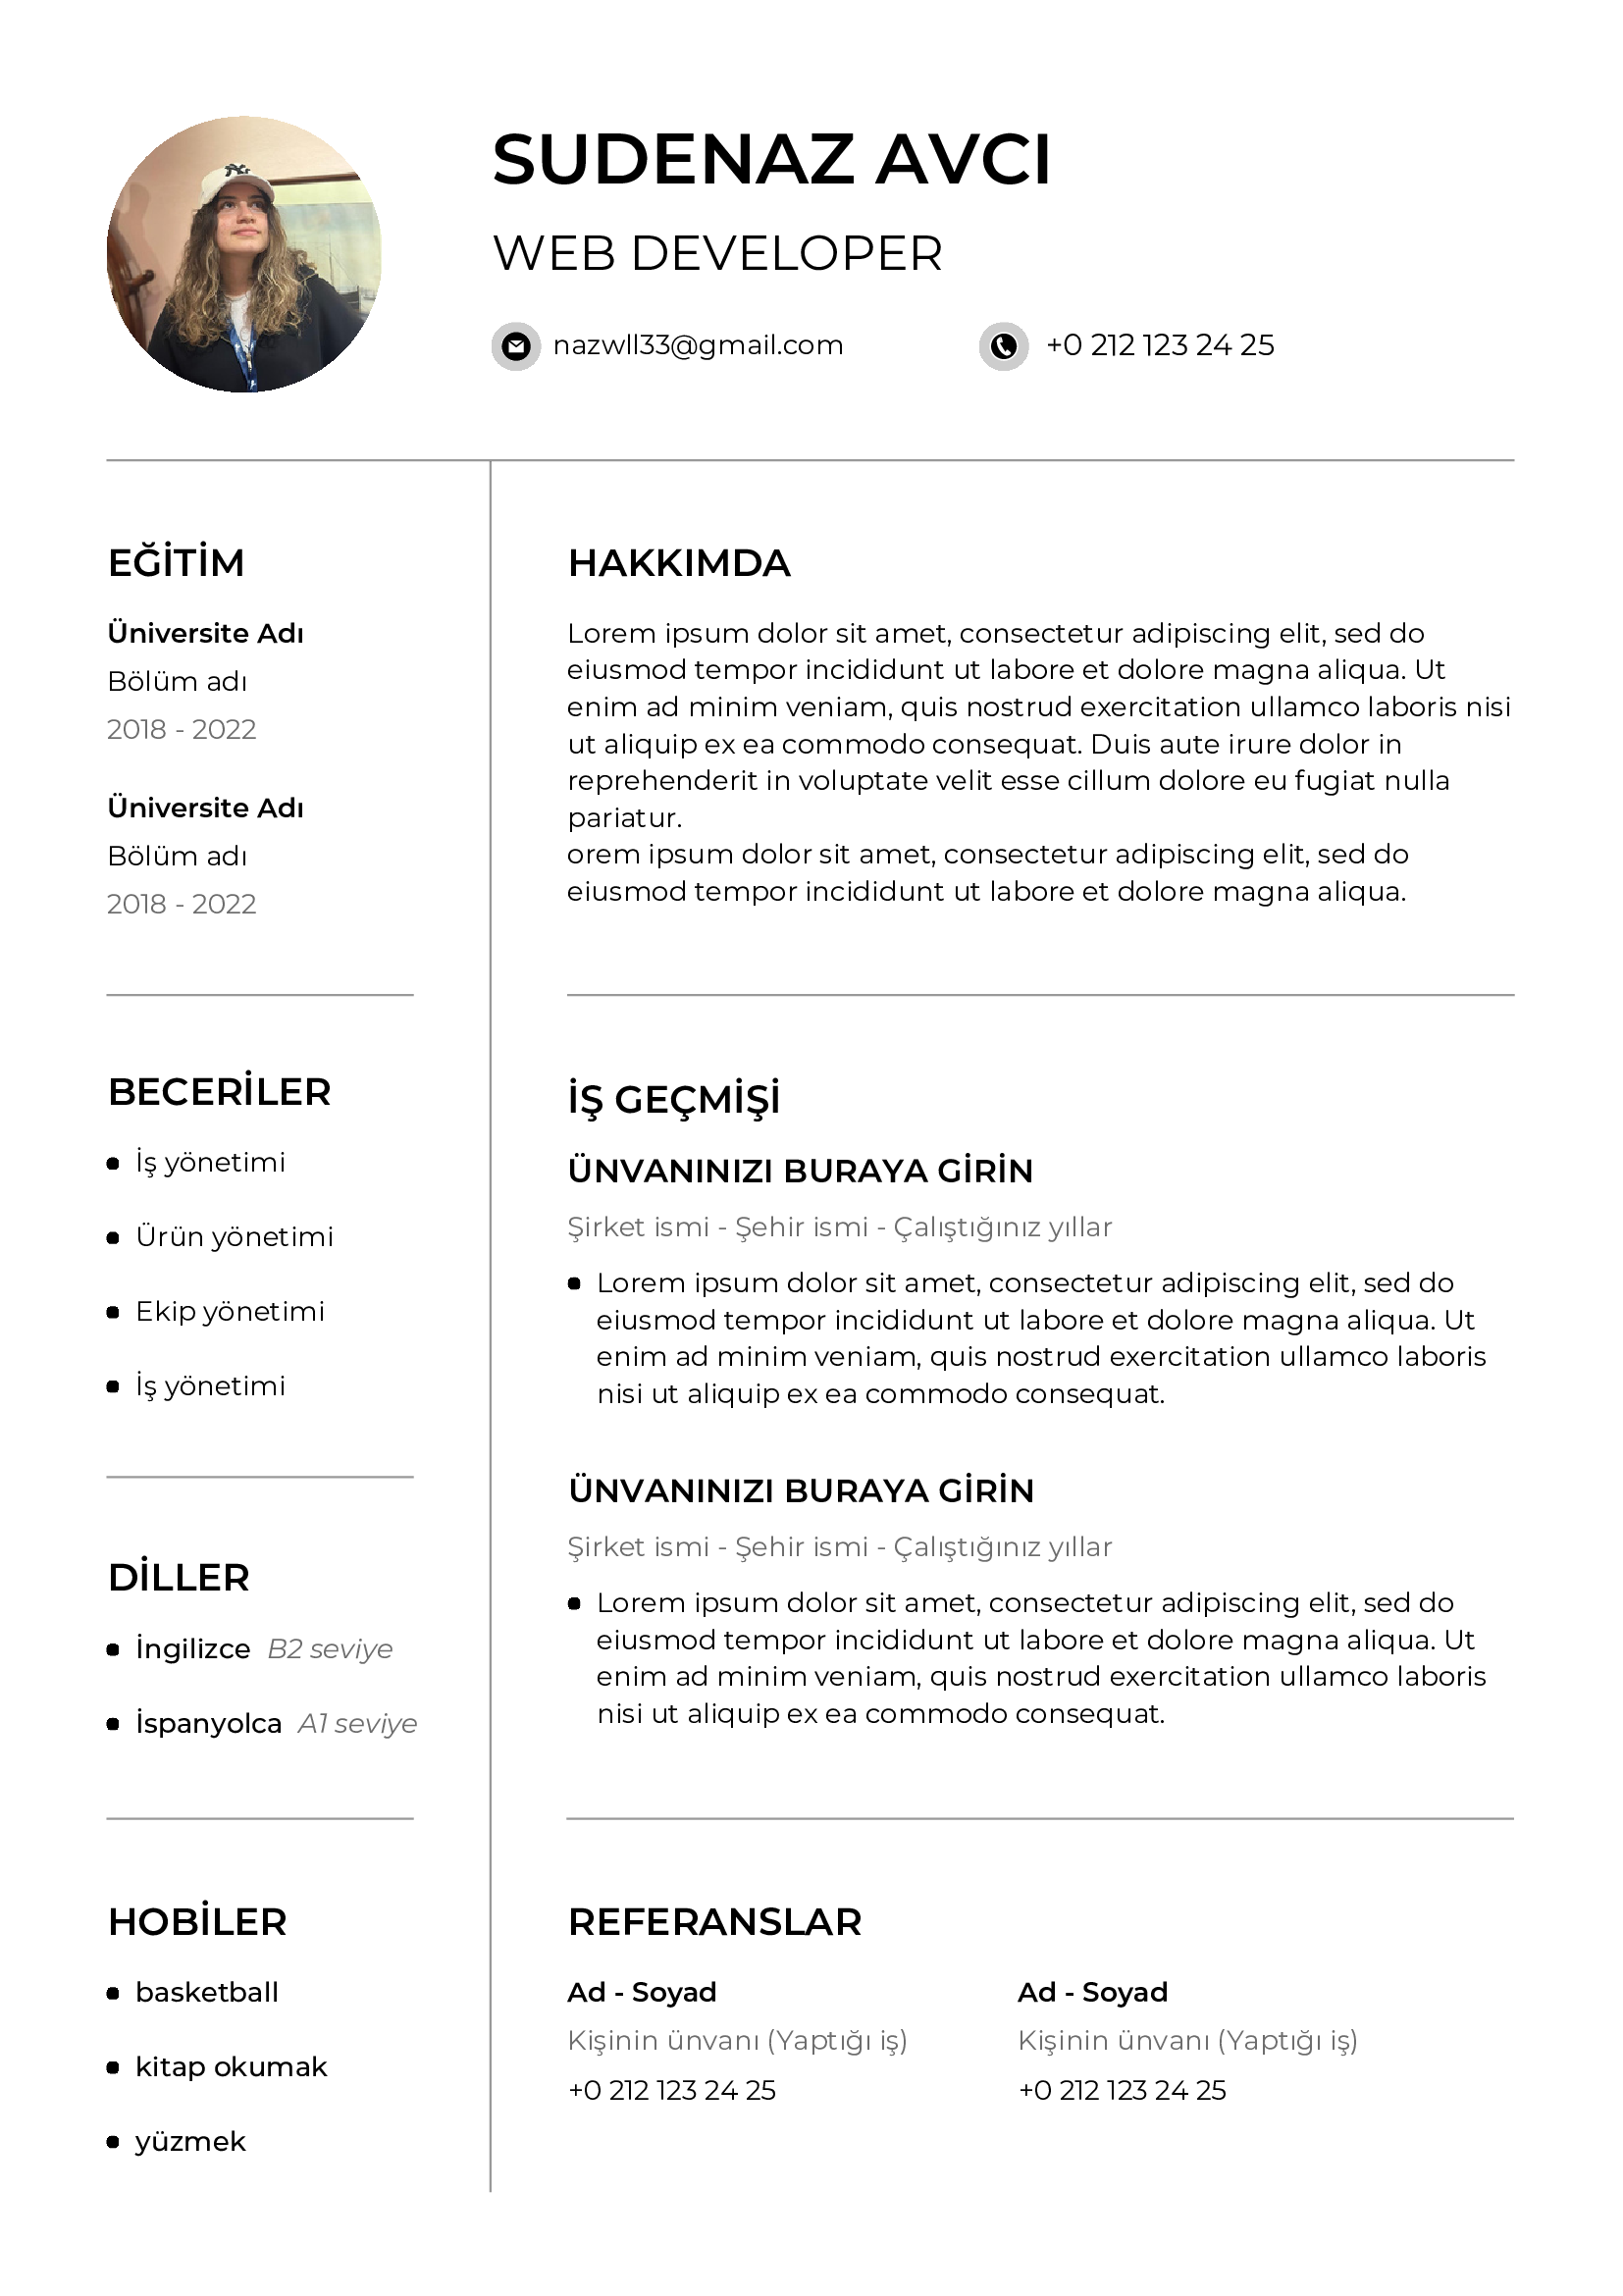 SUDENAZ AVCI
WEB DEVELOPER
nazwll33@gmail.com
+0 212 123 24 25
EĞİTİM
Üniversite Adı
Bölüm adı
2018 - 2022
Üniversite Adı
Bölüm adı
2018 - 2022
BECERİLER
İş yönetimi
Ürün yönetimi
Ekip yönetimi
İş yönetimi
DİLLER
İngilizce B2 seviye
İspanyolca A1 seviye
HOBİLER
basketball
kitap okumak
yüzmek
HAKKIMDA
Lorem ipsum dolor sit amet, consectetur adipiscing elit, sed do
eiusmod tempor incididunt ut labore et dolore magna aliqua. Ut
enim ad minim veniam, quis nostrud exercitation ullamco laboris nisi
ut aliquip ex ea commodo consequat. Duis aute irure dolor in
reprehenderit in voluptate velit esse cillum dolore eu fugiat nulla
pariatur.
orem ipsum dolor sit amet, consectetur adipiscing elit, sed do
eiusmod tempor incididunt ut labore et dolore magna aliqua.
İŞ GEÇMİŞİ
ÜNVANINIZI BURAYA GİRİN
Şirket ismi - Şehir ismi - Çalıştığınız yıllar
Lorem ipsum dolor sit amet, consectetur adipiscing elit, sed do
eiusmod tempor incididunt ut labore et dolore magna aliqua. Ut
enim ad minim veniam, quis nostrud exercitation ullamco laboris
nisi ut aliquip ex ea commodo consequat.
ÜNVANINIZI BURAYA GİRİN
Şirket ismi - Şehir ismi - Çalıştığınız yıllar
Lorem ipsum dolor sit amet, consectetur adipiscing elit, sed do
eiusmod tempor incididunt ut labore et dolore magna aliqua. Ut
enim ad minim veniam, quis nostrud exercitation ullamco laboris
nisi ut aliquip ex ea commodo consequat.
REFERANSLAR
Ad - Soyad
Kişinin ünvanı (Yaptığı iş)
+0 212 123 24 25
Ad - Soyad
Kişinin ünvanı (Yaptığı iş)
+0 212 123 24 25